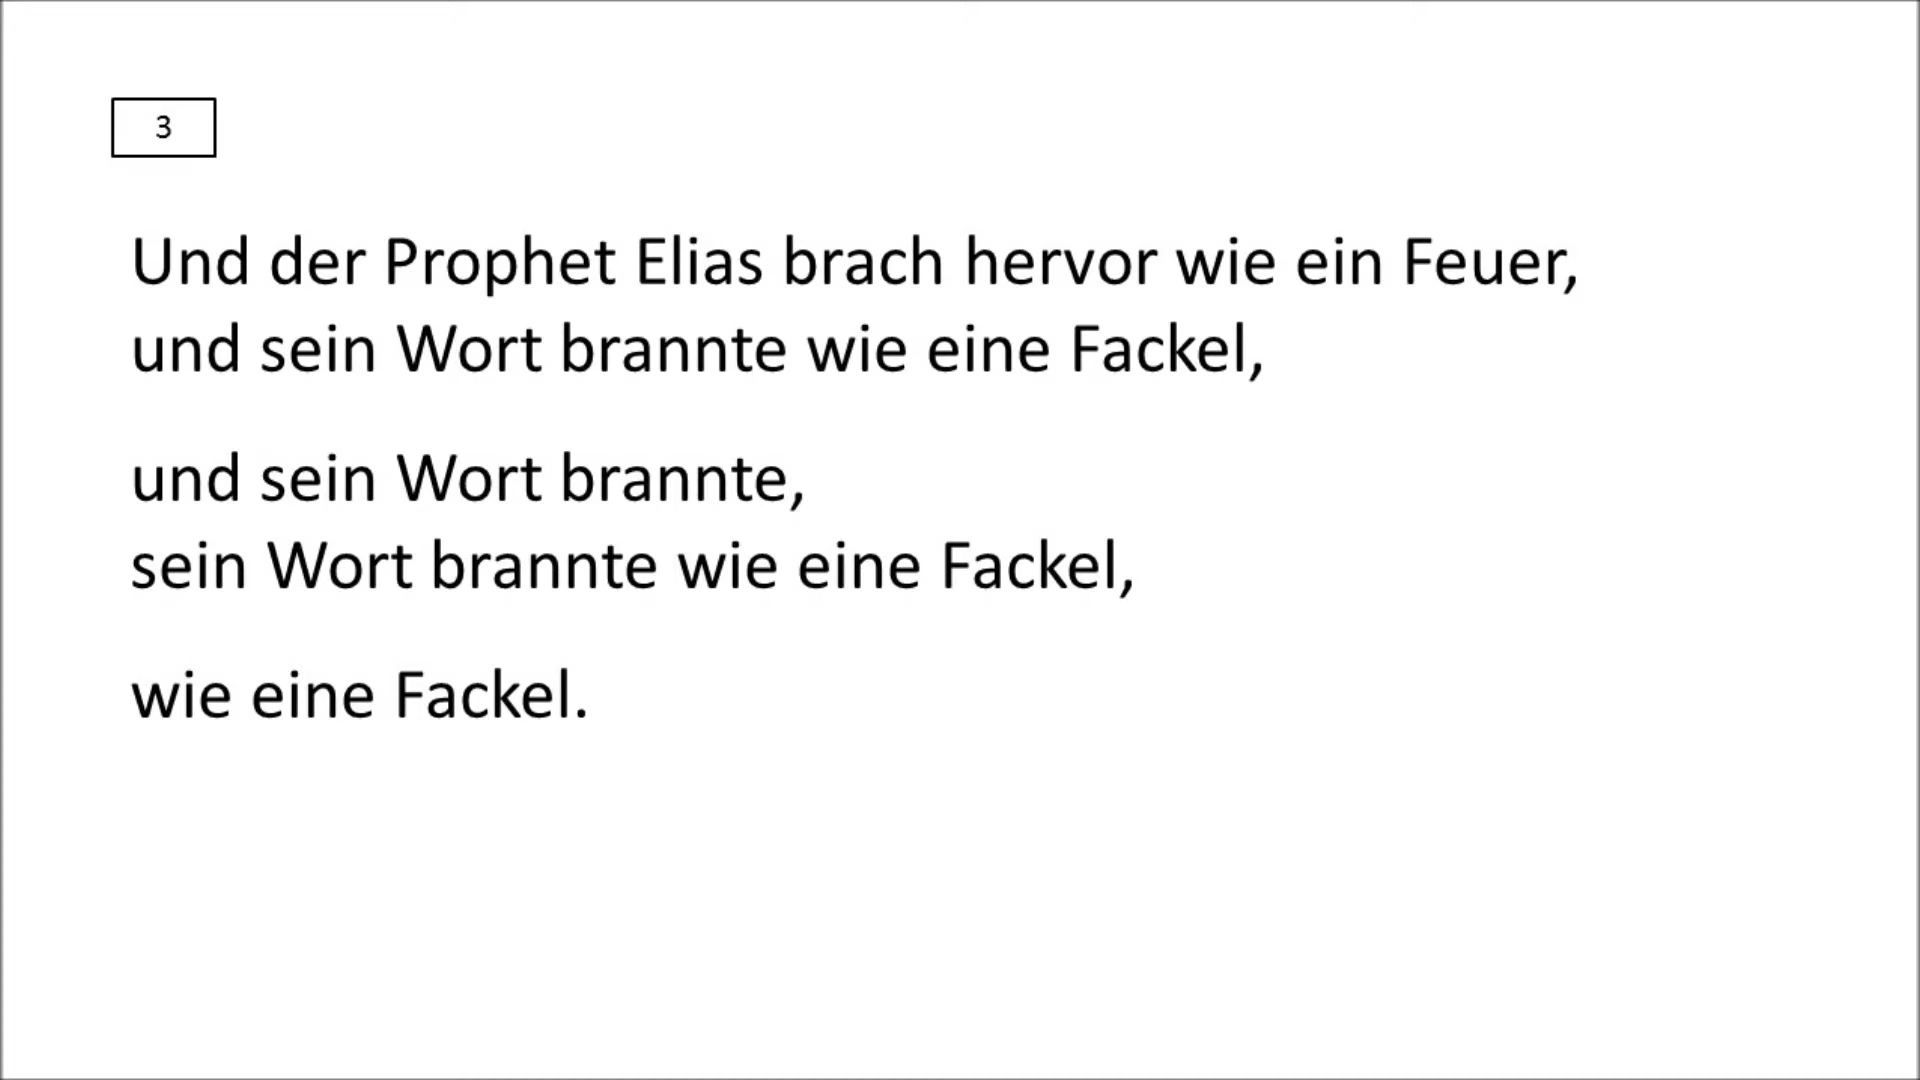 3
Und der Prophet Elias brach hervor wie ein Feuer,
und sein Wort brannte wie eine Fackel,
und sein Wort brannte,
sein Wort brannte wie eine Fackel,
wie eine Fackel.